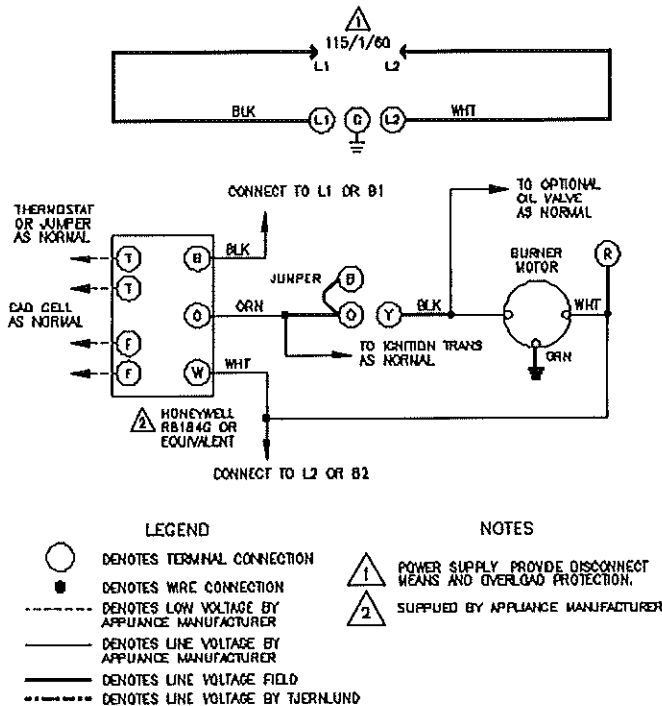 1
115/1/60
L1 L2
BLK L1 G L2 WHT
CONNECT TO L1 OR B1
TO OPTIONAL
OIL VALVE
AS NORMAL
THERMOSTAT
OR JUMPER
AS NORMAL
T B BLK
JUMPER B
BURNER
MOTOR
R
T
CAD CELL
AS NORMAL
O ORN O Y BLK WHT
TO IGNITION TRANS
AS NORMAL
GRN
F
F W WHT
2 HONEYWELL
R8184G OR
EQUIVALENT
CONNECT TO L2 OR B2
LEGEND
DENOTES TERMINAL CONNECTION
DENOTES WIRE CONNECTION
DENOTES LOW VOLTAGE BY
APPLIANCE MANUFACTURER
DENOTES LINE VOLTAGE BY
APPLIANCE MANUFACTURER
DENOTES LINE VOLTAGE FIELD
DENOTES LINE VOLTAGE BY TJERNLUND
NOTES
1 POWER SUPPLY PROVIDE DISCONNECT
MEANS AND OVERLOAD PROTECTION.
2 SUPPLIED BY APPLIANCE MANUFACTURER